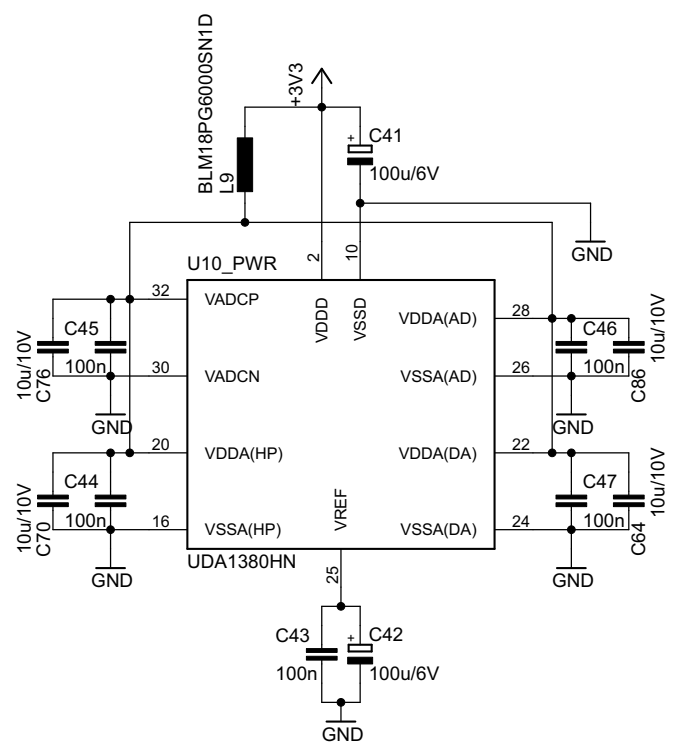 BLM18PG6000SN1D
L9
+3V3
C41
+
100u/6V
GND
U10_PWR
2
10
VDDD
VSSD
32
VADCP
30
VADCN
20
VDDA(HP)
16
VSSA(HP)
28
VDDA(AD)
26
VSSA(AD)
22
VDDA(DA)
24
VSSA(DA)
VREF
25
UDA1380HN
10u/10V
C76
C45
100n
GND
10u/10V
C70
C44
100n
GND
C46
100n
10u/10V
C86
GND
C47
100n
10u/10V
C64
GND
C43
100n
+
C42
100u/6V
GND